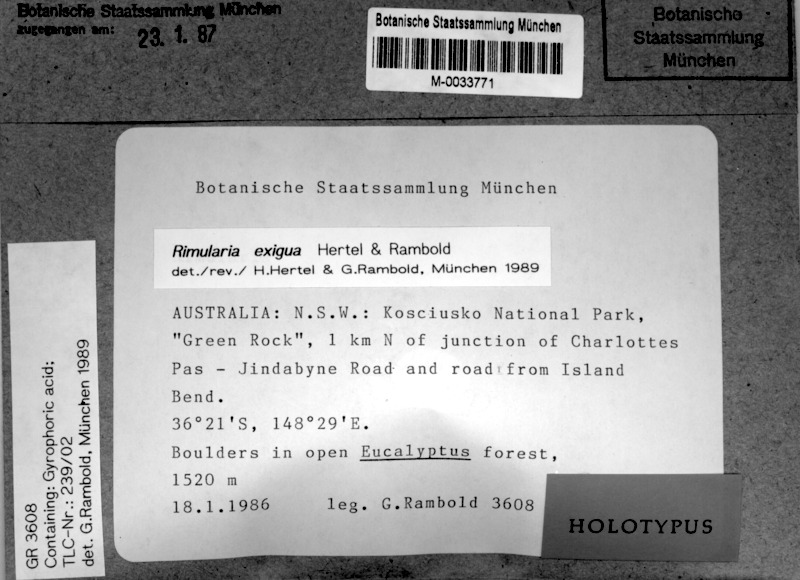 Botanische Staatssammlung München
zugegangen am:
23. 1. 87
Botanische Staatssammlung München
M-0033771
Botanische
Staatssammlung
München
Botanische Staatssammlung München
Rimularia exigua Hertel & Rambold
det./rev./ H.Hertel & G.Rambold, München 1989
AUSTRALIA: N.S.W.: Kosciusko National Park,
"Green Rock", 1 km N of junction of Charlottes
Pas - Jindabyne Road and road from Island
Bend.
36°21'S, 148°29'E.
Boulders in open Eucalyptus forest,
1520 m
18.1.1986 leg. G.Rambold 3608
HOLOTYPUS
GR 3608
Containing: Gyrophoric acid;
TLC-Nr.: 239/02
det. G.Rambold, München 1989